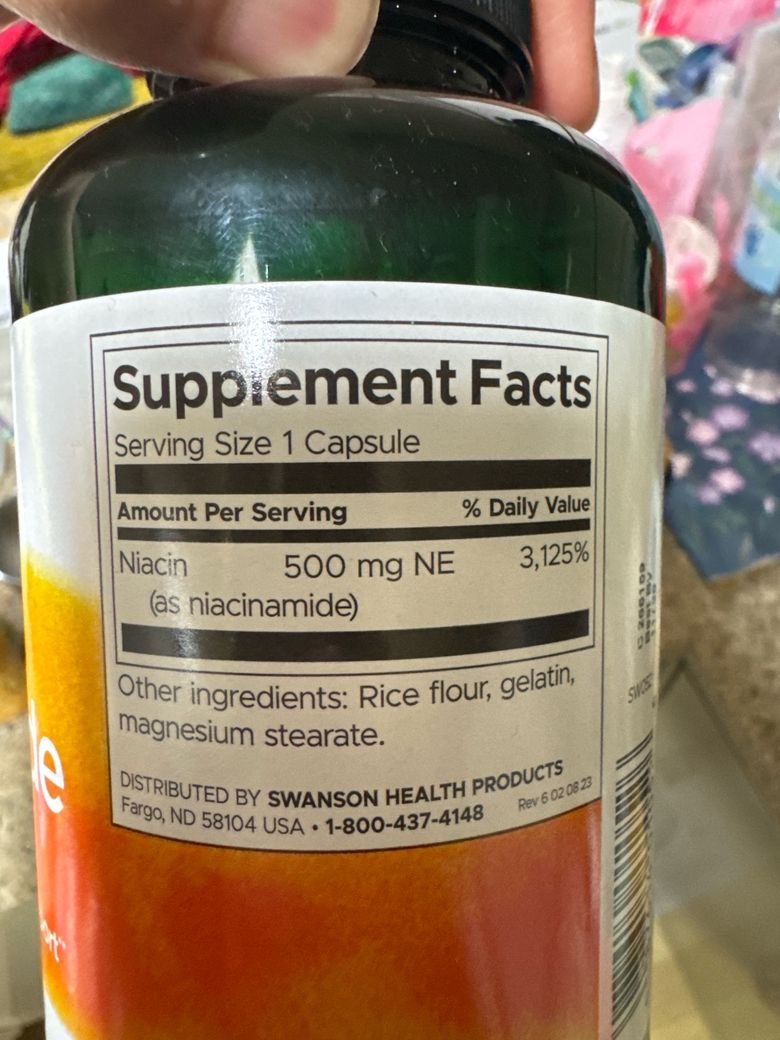 Supplement Facts
Serving Size 1 Capsule
Amount Per Serving % Daily Value
Niacin 500 mg NE 3,125%
(as niacinamide)
Other ingredients: Rice flour, gelatin,
magnesium stearate.
DISTRIBUTED BY SWANSON HEALTH PRODUCTS
Fargo, ND 58104 USA • 1-800-437-4148 Rev 6 02 08 23
Best By